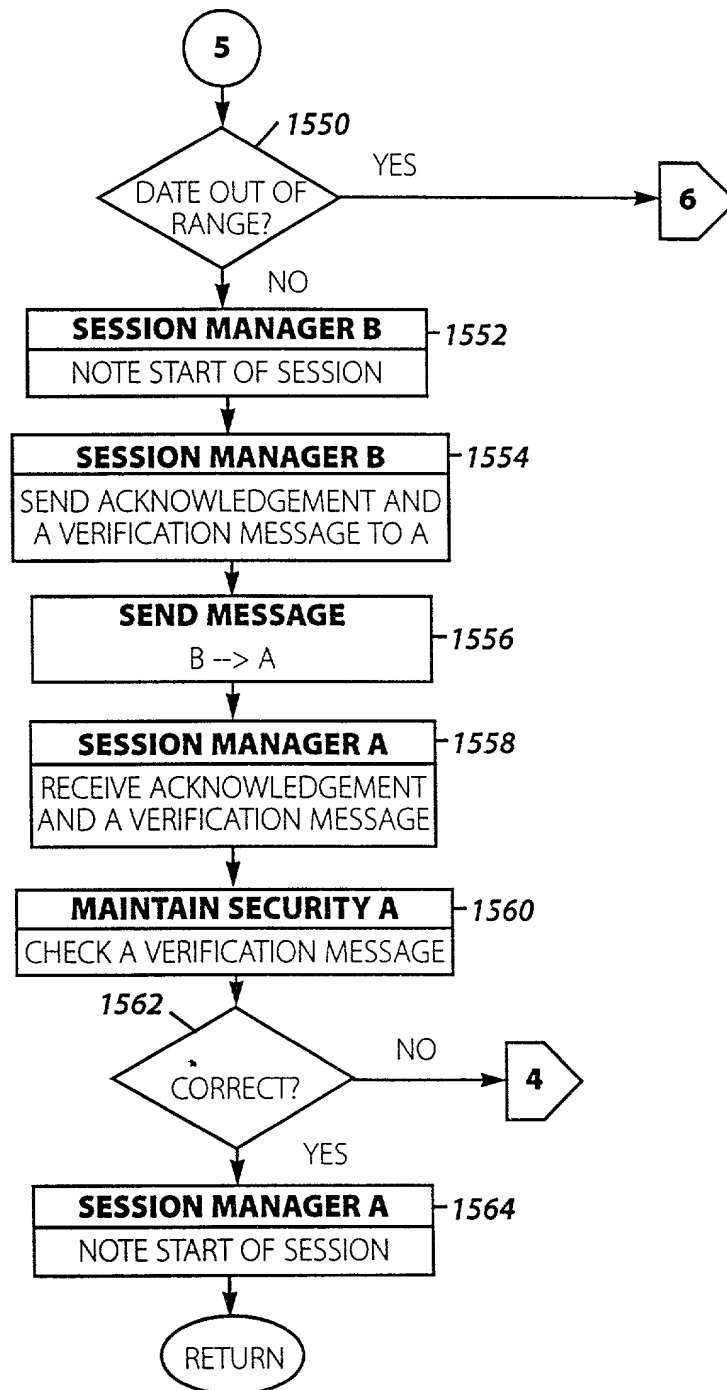 5
1550
DATE OUT OF
RANGE?
YES
6
NO
SESSION MANAGER B
1552
NOTE START OF SESSION
SESSION MANAGER B
1554
SEND ACKNOWLEDGEMENT AND
A VERIFICATION MESSAGE TO A
SEND MESSAGE
B --> A
1556
SESSION MANAGER A
1558
RECEIVE ACKNOWLEDGEMENT
AND A VERIFICATION MESSAGE
MAINTAIN SECURITY A
1560
CHECK A VERIFICATION MESSAGE
1562
CORRECT?
NO
4
YES
SESSION MANAGER A
1564
NOTE START OF SESSION
RETURN